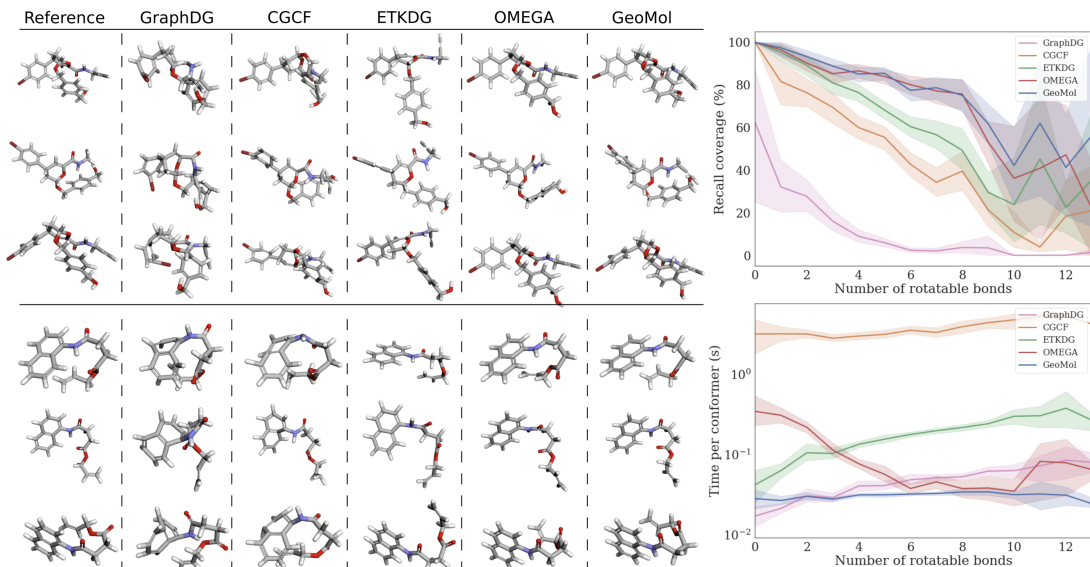 Reference GraphDG CGCF ETKDG OMEGA GeoMol
Recall coverage (%)
100
80
60
40
20
0
GraphDG
CGCF
ETKDG
OMEGA
GeoMol
0 2 4 6 8 10 12
Number of rotatable bonds
Time per conformer (s)
10⁰
10⁻¹
10⁻²
GraphDG
CGCF
ETKDG
OMEGA
GeoMol
0 2 4 6 8 10 12
Number of rotatable bonds